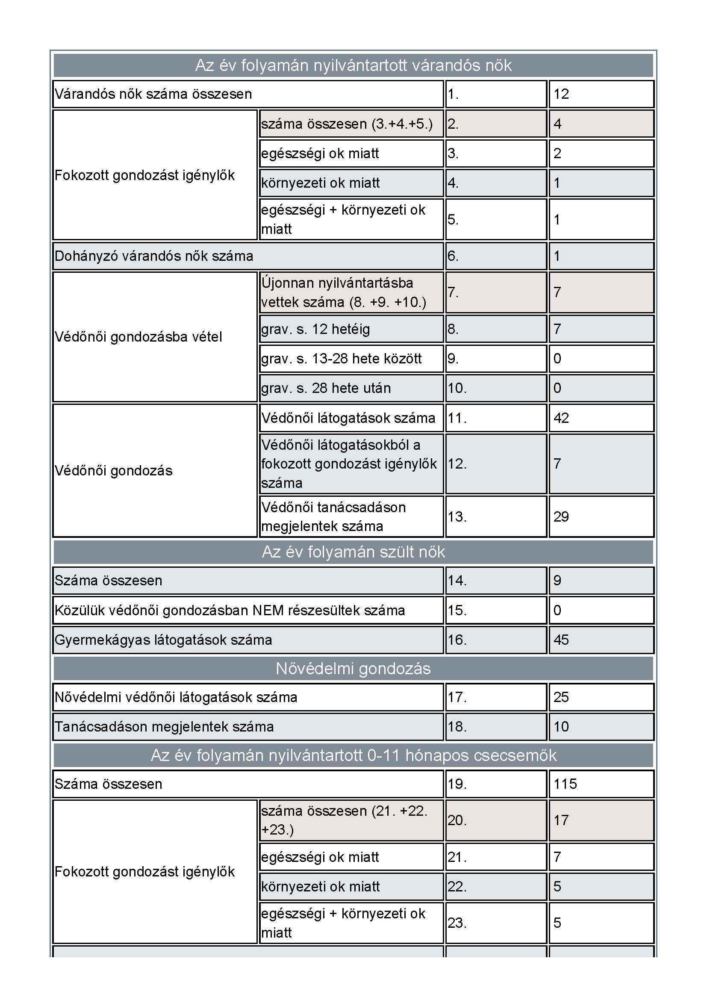 Az év folyamán nyilvántartott várandós nők
Várandós nők száma összesen 1. 12
Fokozott gondozást igénylők
száma összesen (3.+4.+5.) 2. 4
egészségi ok miatt 3. 2
környezeti ok miatt 4. 1
egészségi + környezeti ok
miatt
5. 1
Dohányzó várandós nők száma 6. 1
Védőnői gondozásba vétel
Újonnan nyilvántartásba
vettek száma (8. +9. +10.)
7. 7
grav. s. 12 hetéig 8. 7
grav. s. 13-28 hete között 9. 0
grav. s. 28 hete után 10. 0
Védőnői gondozás
Védőnői látogatások száma 11. 42
Védőnői látogatásokból a
fokozott gondozást igénylők
száma
12. 7
Védőnői tanácsadáson
megjelentek száma
13. 29
Az év folyamán szült nők
Száma összesen 14. 9
Közülük védőnői gondozásban NEM részesültek száma 15. 0
Gyermekágyas látogatások száma 16. 45
Nővédelmi gondozás
Nővédelmi védőnői látogatások száma 17. 25
Tanácsadáson megjelentek száma 18. 10
Az év folyamán nyilvántartott 0-11 hónapos csecsemők
Száma összesen 19. 115
Fokozott gondozást igénylők
száma összesen (21. +22.
+23.)
20. 17
egészségi ok miatt 21. 7
környezeti ok miatt 22. 5
egészségi + környezeti ok
miatt
23. 5